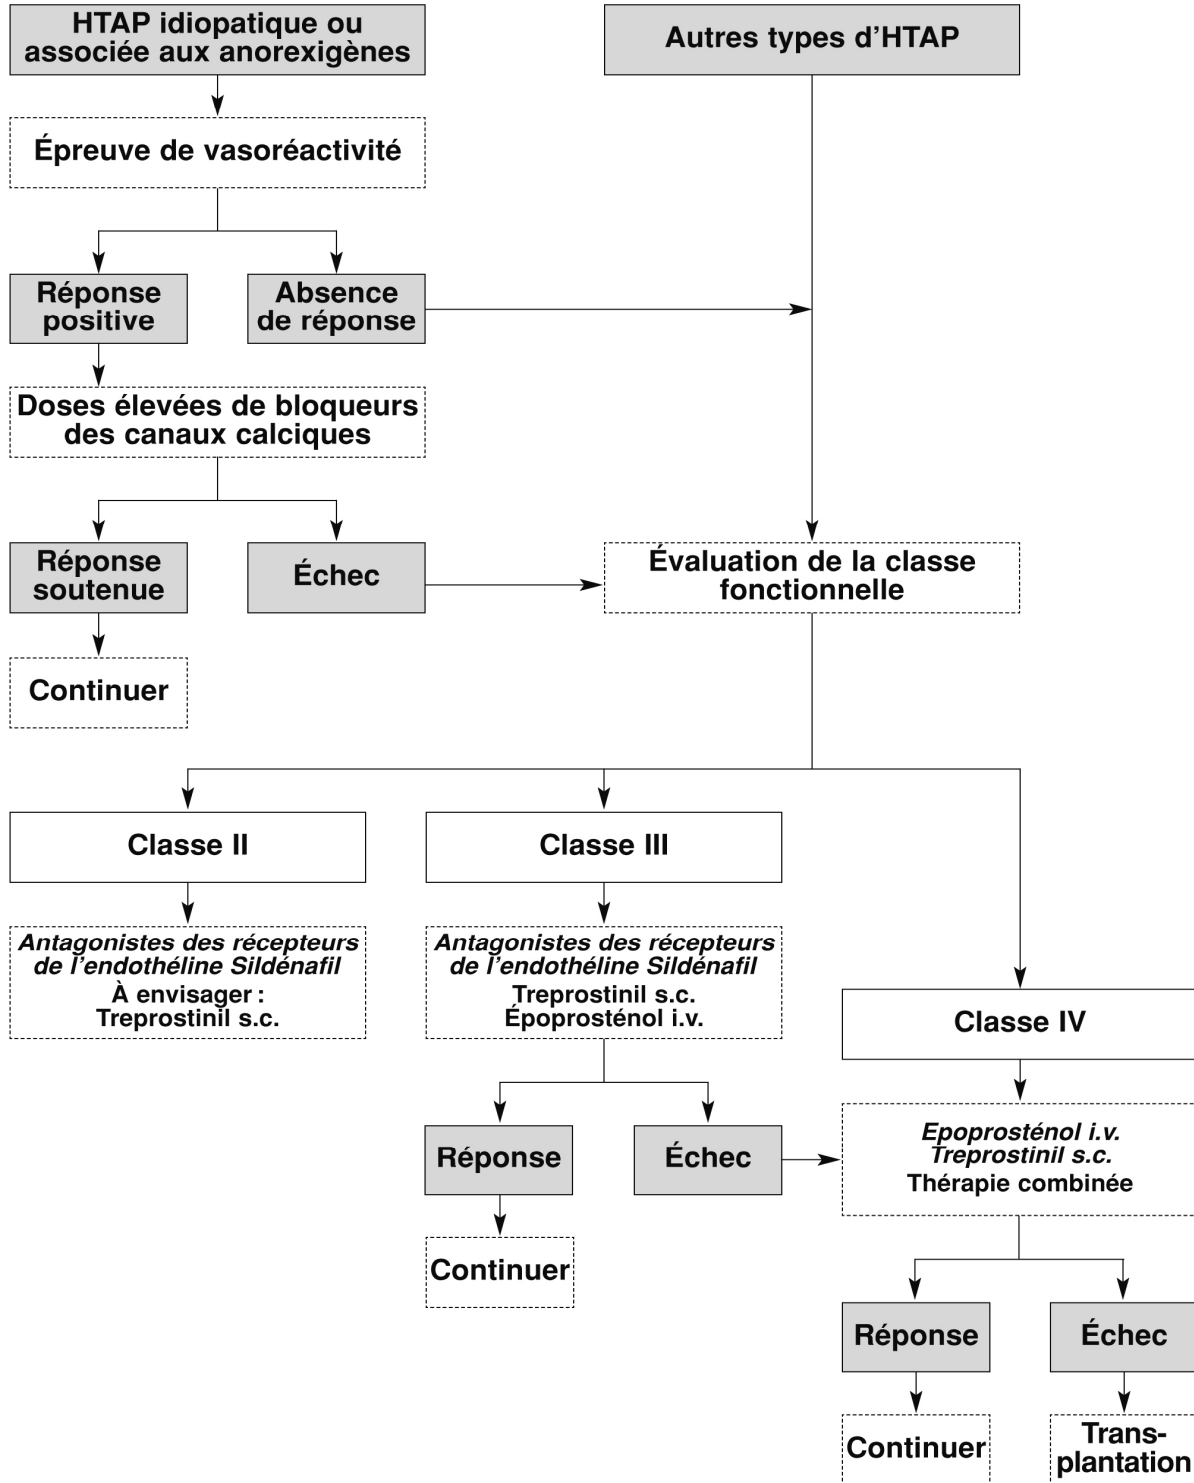 HTAP idiopatique ou
associée aux anorexigènes
Autres types d’HTAP
Épreuve de vasoréactivité
Réponse
positive
Absence
de réponse
Doses élevées de bloqueurs
des canaux calciques
Réponse
soutenue
Échec
Évaluation de la classe
fonctionnelle
Continuer
Classe II
Classe III
Antagonistes des récepteurs
de l’endothéline Sildénafil
À envisager :
Treprostinil s.c.
Antagonistes des récepteurs
de l’endothéline Sildénafil
Treprostinil s.c.
Époprosténol i.v.
Classe IV
Réponse
Échec
Epoprosténol i.v.
Treprostinil s.c.
Thérapie combinée
Continuer
Réponse
Échec
Continuer
Trans-
plantation